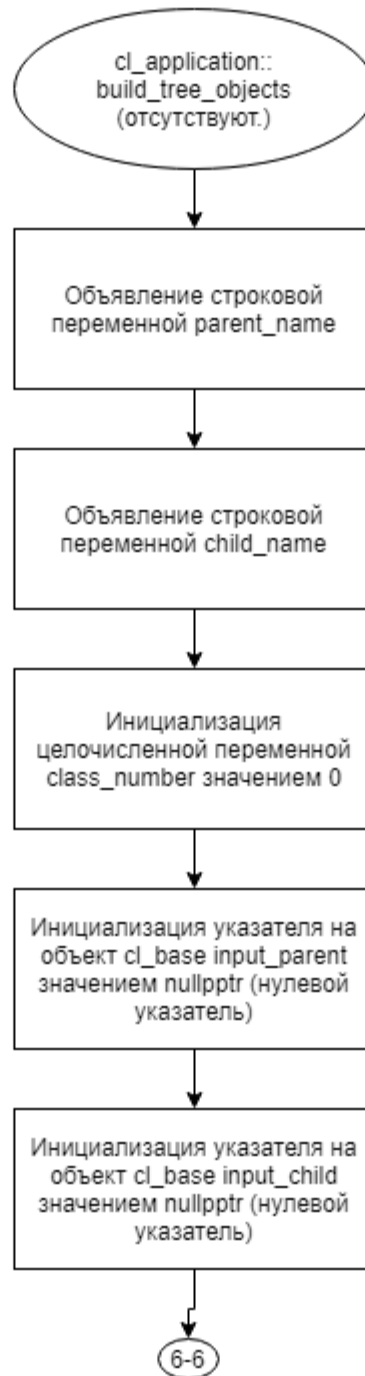 cl_application::
build_tree_objects
(отсутствуют.)
Объявление строковой
переменной parent_name
Объявление строковой
переменной child_name
Инициализация
целочисленной переменной
class_number значением 0
Инициализация указателя на
объект cl_base input_parent
значением nullpptr (нулевой
указатель)
Инициализация указателя на
объект cl_base input_child
значением nullpptr (нулевой
указатель)
6-6